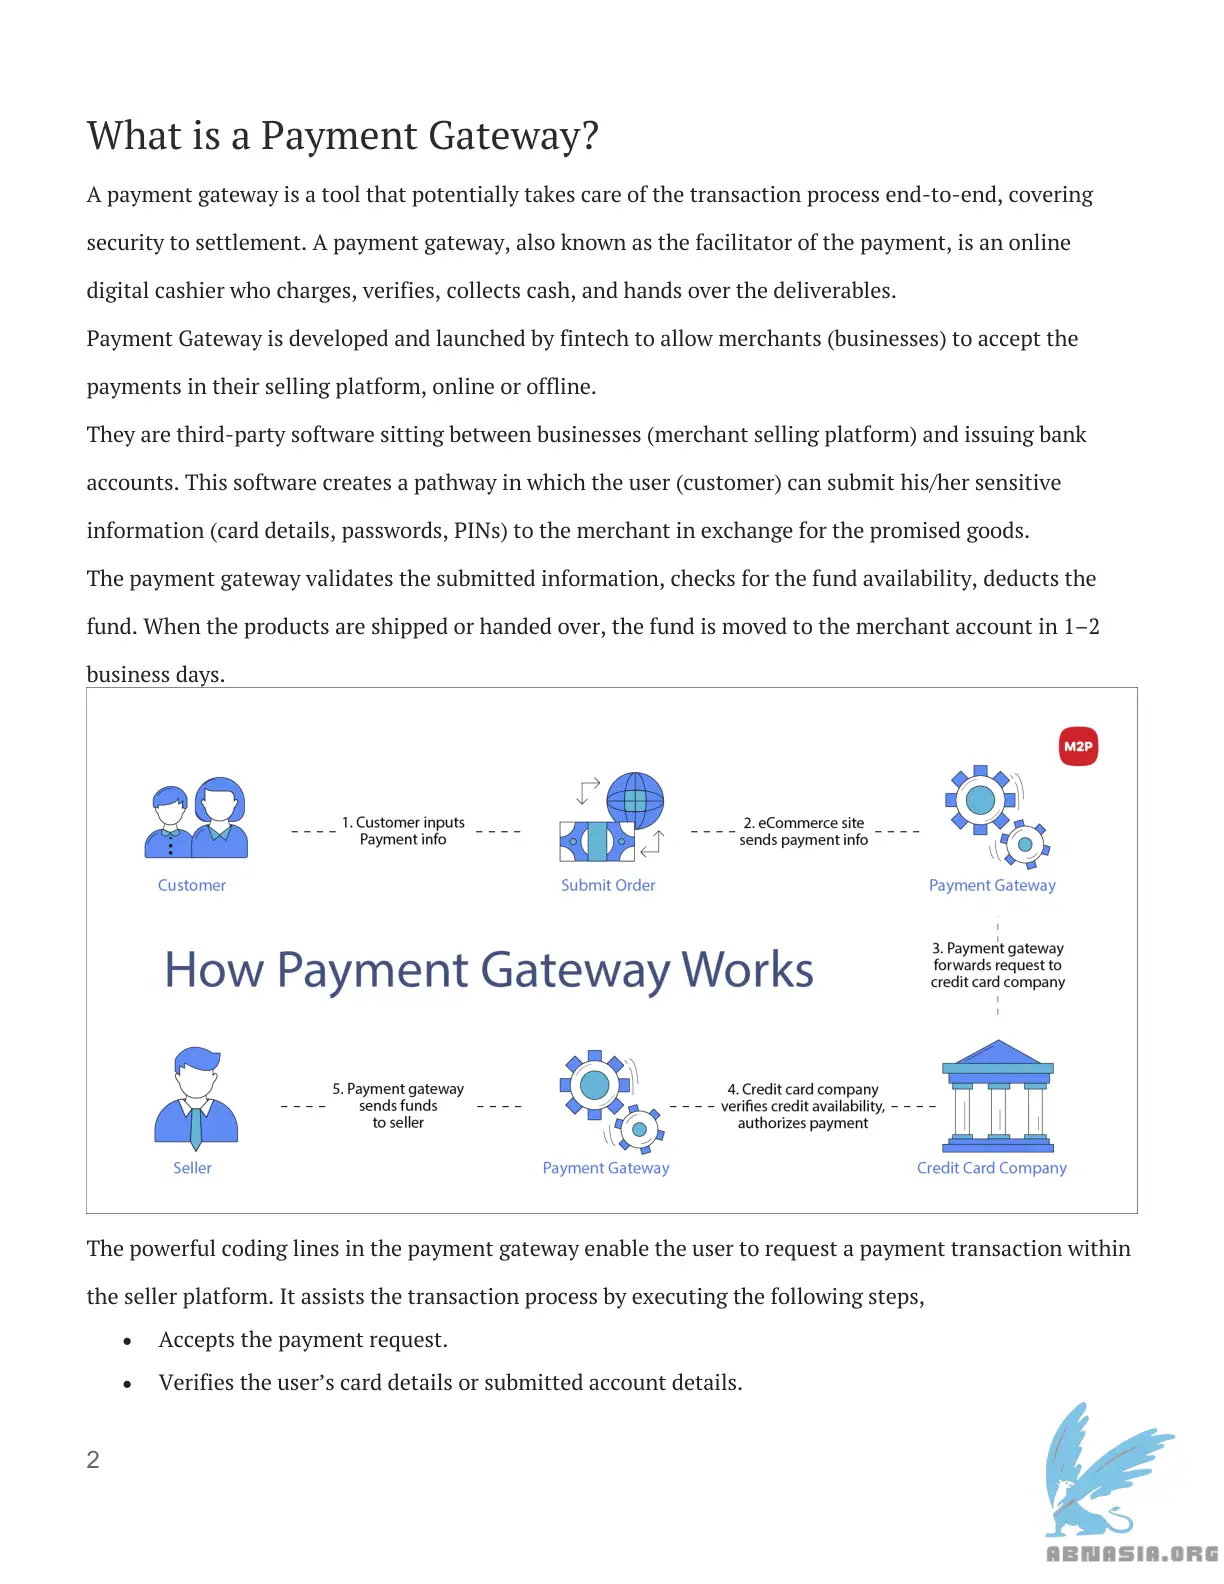 What is a Payment Gateway?
A payment gateway is a tool that potentially takes care of the transaction process end-to-end, covering
security to settlement. A payment gateway, also known as the facilitator of the payment, is an online
digital cashier who charges, verifies, collects cash, and hands over the deliverables.
Payment Gateway is developed and launched by fintech to allow merchants (businesses) to accept the
payments in their selling platform, online or offline.
They are third-party software sitting between businesses (merchant selling platform) and issuing bank
accounts. This software creates a pathway in which the user (customer) can submit his/her sensitive
information (card details, passwords, PINs) to the merchant in exchange for the promised goods.
The payment gateway validates the submitted information, checks for the fund availability, deducts the
fund. When the products are shipped or handed over, the fund is moved to the merchant account in 1–2
business days.
M2P
1. Customer inputs
Payment info
2. eCommerce site
sends payment info
Customer
Submit Order
Payment Gateway
How Payment Gateway Works
3. Payment gateway
forwards request to
credit card company
5. Payment gateway
sends funds
to seller
4. Credit card company
verifies credit availability,
authorizes payment
Seller
Payment Gateway
Credit Card Company
The powerful coding lines in the payment gateway enable the user to request a payment transaction within
the seller platform. It assists the transaction process by executing the following steps,
• Accepts the payment request.
• Verifies the user’s card details or submitted account details.
2
ABNASIA.ORG